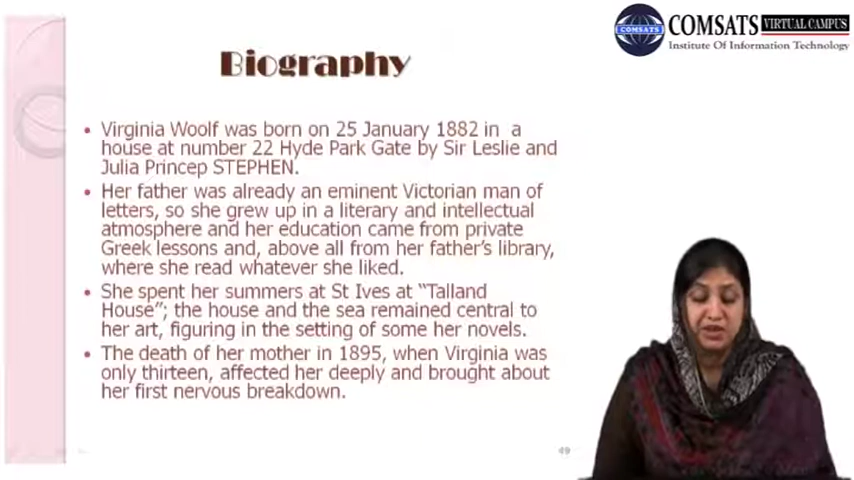 COMSATS VIRTUAL CAMPUS
COMSATS
Institute Of Information Technology
Biography
• Virginia Woolf was born on 25 January 1882 in a
house at number 22 Hyde Park Gate by Sir Leslie and
Julia Princep STEPHEN.
• Her father was already an eminent Victorian man of
letters, so she grew up in a literary and intellectual
atmosphere and her education came from private
Greek lessons and, above all from her father's library,
where she read whatever she liked.
• She spent her summers at St Ives at "Talland
House"; the house and the sea remained central to
her art, figuring in the setting of some her novels.
• The death of her mother in 1895, when Virginia was
only thirteen, affected her deeply and brought about
her first nervous breakdown.
49